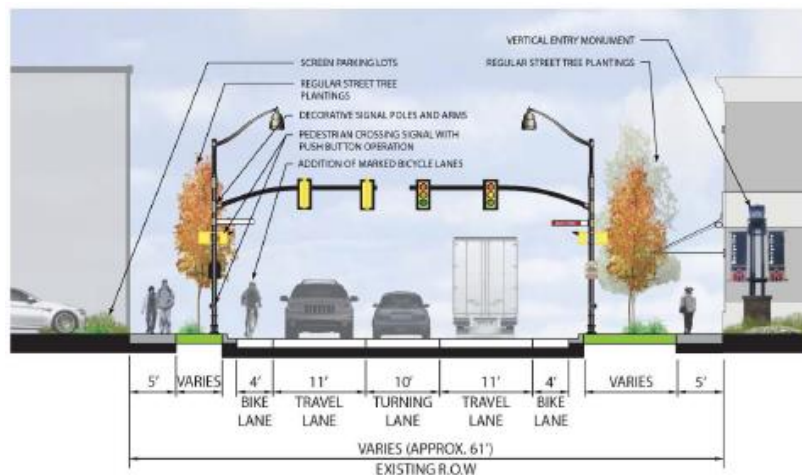 VERTICAL ENTRY MONUMENT
SCREEN PARKING LOTS
REGULAR STREET TREE PLANTINGS
REGULAR STREET TREE
PLANTINGS
DECORATIVE SIGNAL POLES AND ARMS
PEDESTRIAN CROSSING SIGNAL WITH
PUSH BUTTON OPERATION
ADDITION OF MARKED BICYCLE LANES
5' VARIES 4' 11' 10' 11' 4' VARIES 5'
BIKE TRAVEL TURNING TRAVEL BIKE
LANE LANE LANE LANE LANE
VARIES (APPROX. 61')
EXISTING R.O.W